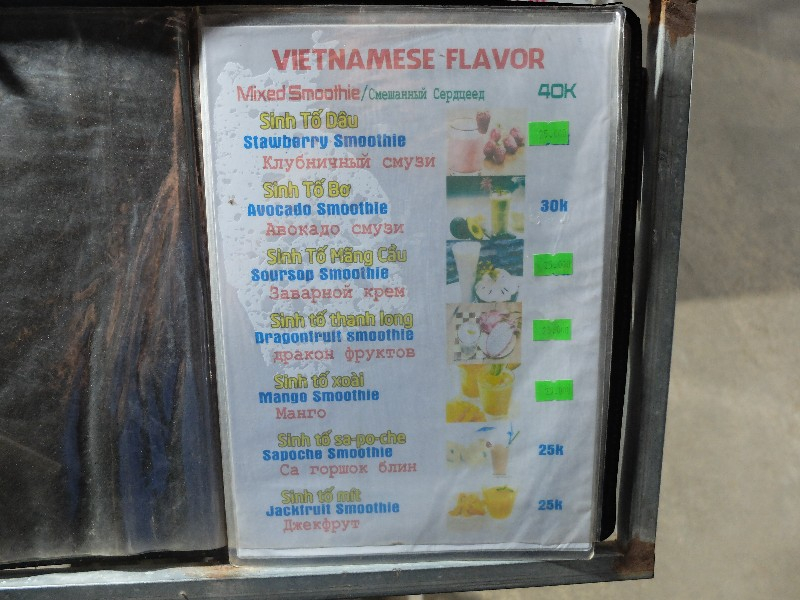 VIETNAMESE FLAVOR
Mixed Smoothie/Смешанный Сердцеед 40K
Sinh Tố Dâu
Stawberry Smoothie
Клубничный смузи
Sinh Tố Bơ
Avocado Smoothie 30k
Авокадо смузи
Sinh Tố Mãng Cầu
Soursop Smoothie
Заварной крем
Sinh tố thanh long
Dragonfruit smoothie
дракон фруктов
Sinh tố xoài
Mango Smoothie
Манго
Sinh tố sa-po-che
Sapoche Smoothie 25k
Са горшок блин
Sinh tố mít
Jackfruit Smoothie 25k
Джекфрут